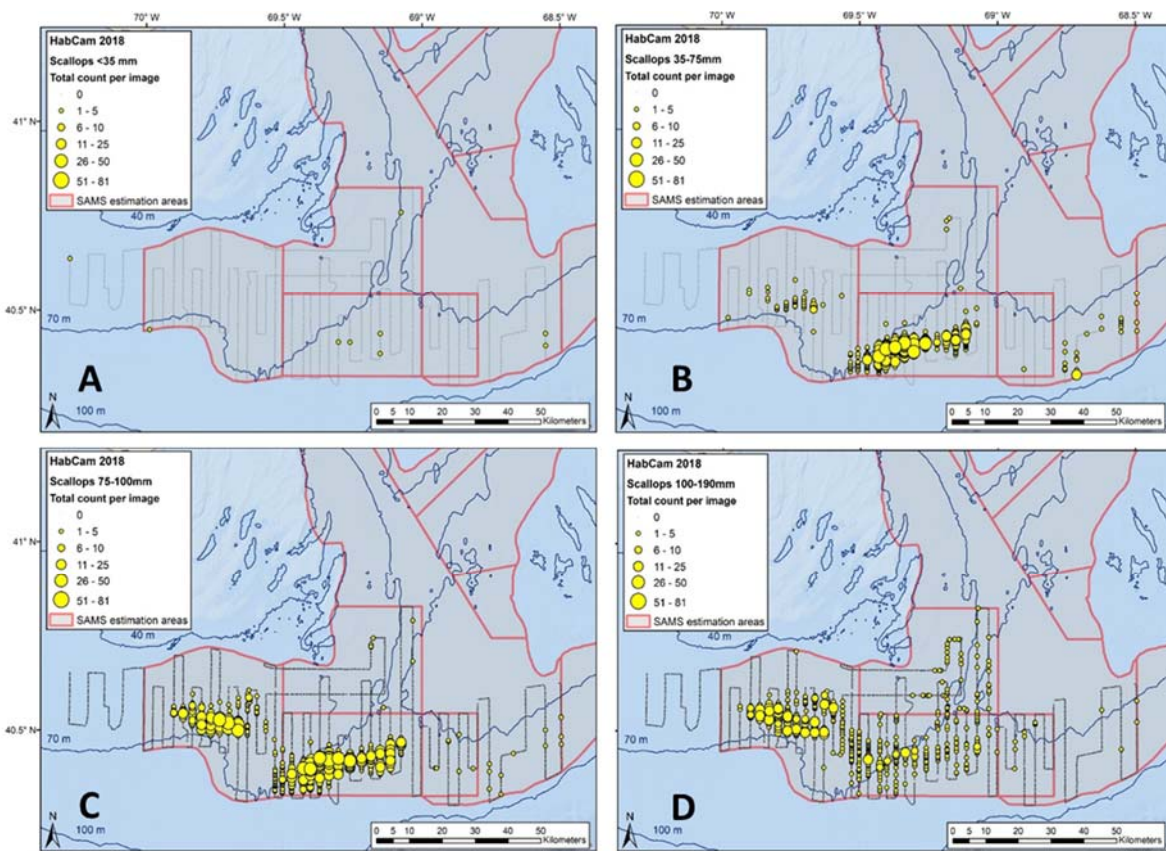 70°W 69.5°W 69°W 68.5°W
70°W 69.5°W 69°W 68.5°W
HabCam 2018
Scallops <35 mm
Total count per image
0
1 - 5
6 - 10
11 - 25
26 - 50
51 - 81
SAMS estimation areas
41° N
40 m
40.5° N
70 m
A
N
100 m
0 5 10 20 30 40 50
Kilometers
HabCam 2018
Scallops 35-75mm
Total count per image
0
1 - 5
6 - 10
11 - 25
26 - 50
51 - 81
SAMS estimation areas
41° N
40 m
40.5° N
70 m
B
N
100 m
0 5 10 20 30 40 50
Kilometers
HabCam 2018
Scallops 75-100mm
Total count per image
0
1 - 5
6 - 10
11 - 25
26 - 50
51 - 81
SAMS estimation areas
41° N
40 m
40.5° N
70 m
C
N
100 m
0 5 10 20 30 40 50
Kilometers
HabCam 2018
Scallops 100-190mm
Total count per image
0
1 - 5
6 - 10
11 - 25
26 - 50
51 - 81
SAMS estimation areas
41° N
40 m
40.5° N
70 m
D
N
100 m
0 5 10 20 30 40 50
Kilometers